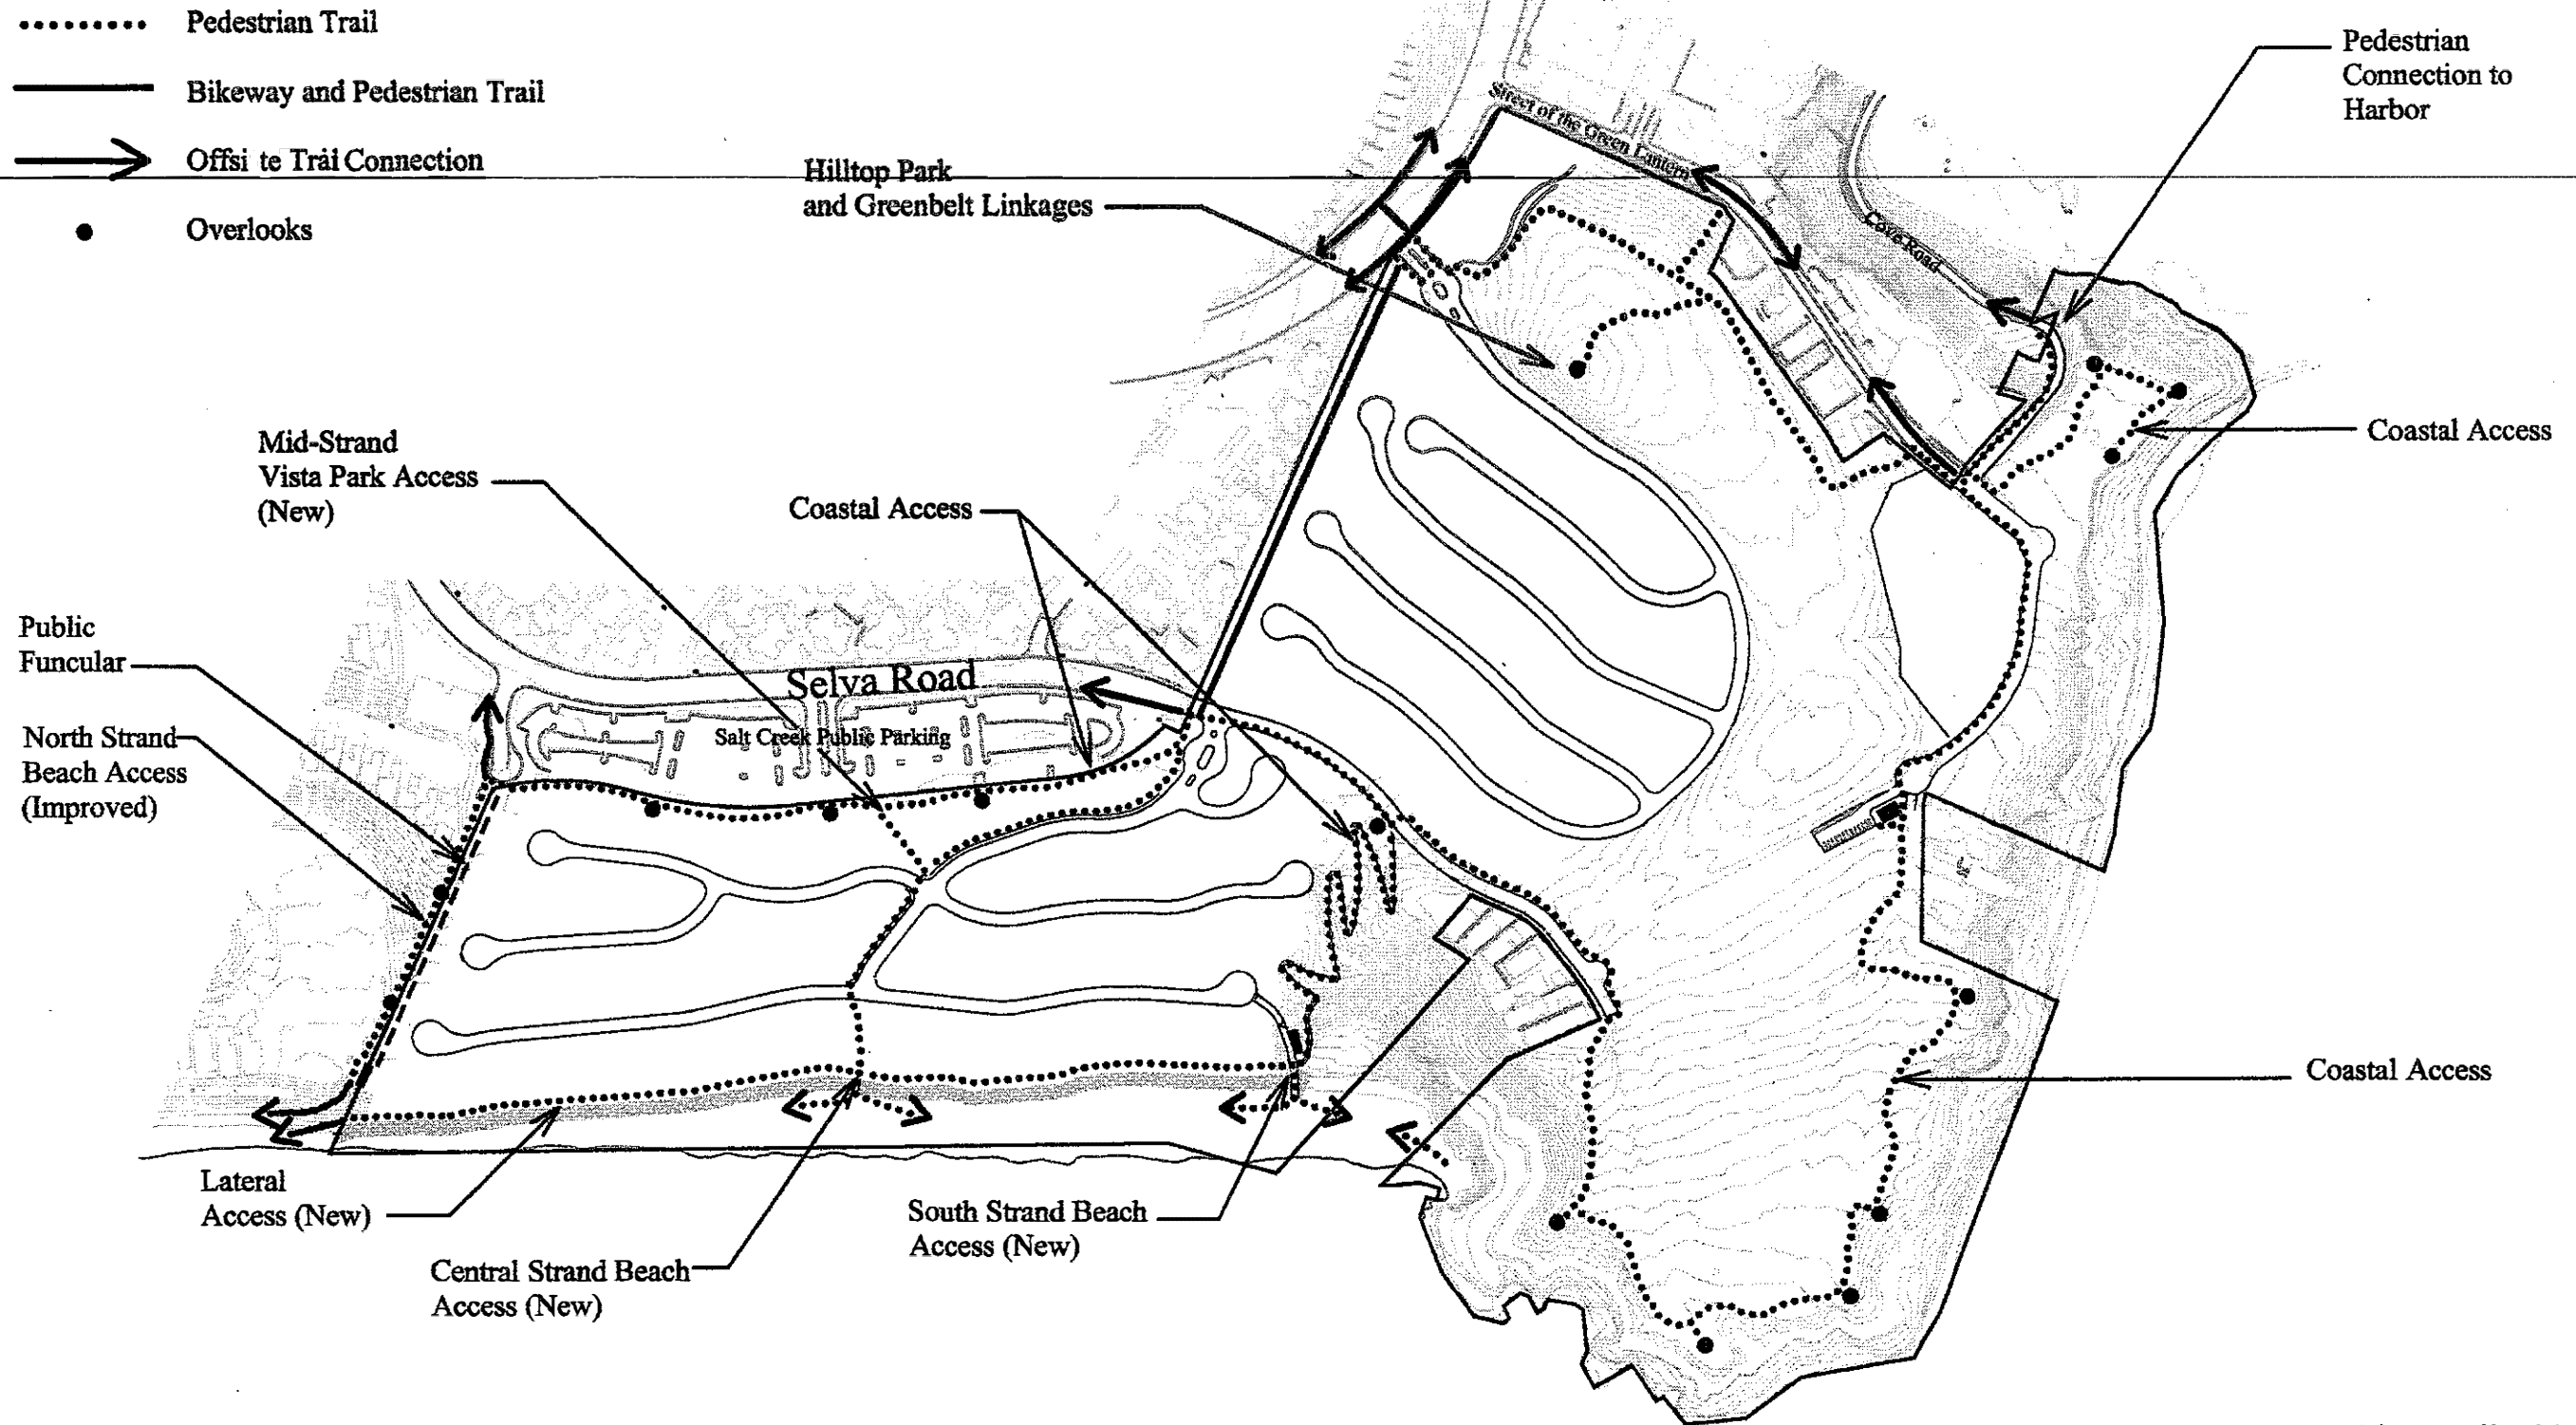 Pedestrian Trail
Bikeway and Pedestrian Trail
Offsi te Trail Connection
Overlooks
Pedestrian
Connection to
Harbor
Street of the Green Lantern
Hilltop Park
and Greenbelt Linkages
Cove Road
Coastal Access
Mid-Strand
Vista Park Access
(New)
Coastal Access
Public
Funcular
Selva Road
North Strand
Beach Access
(Improved)
Salt Creek Public Parking
Coastal Access
Lateral
Access (New)
South Strand Beach
Access (New)
Central Strand Beach
Access (New)